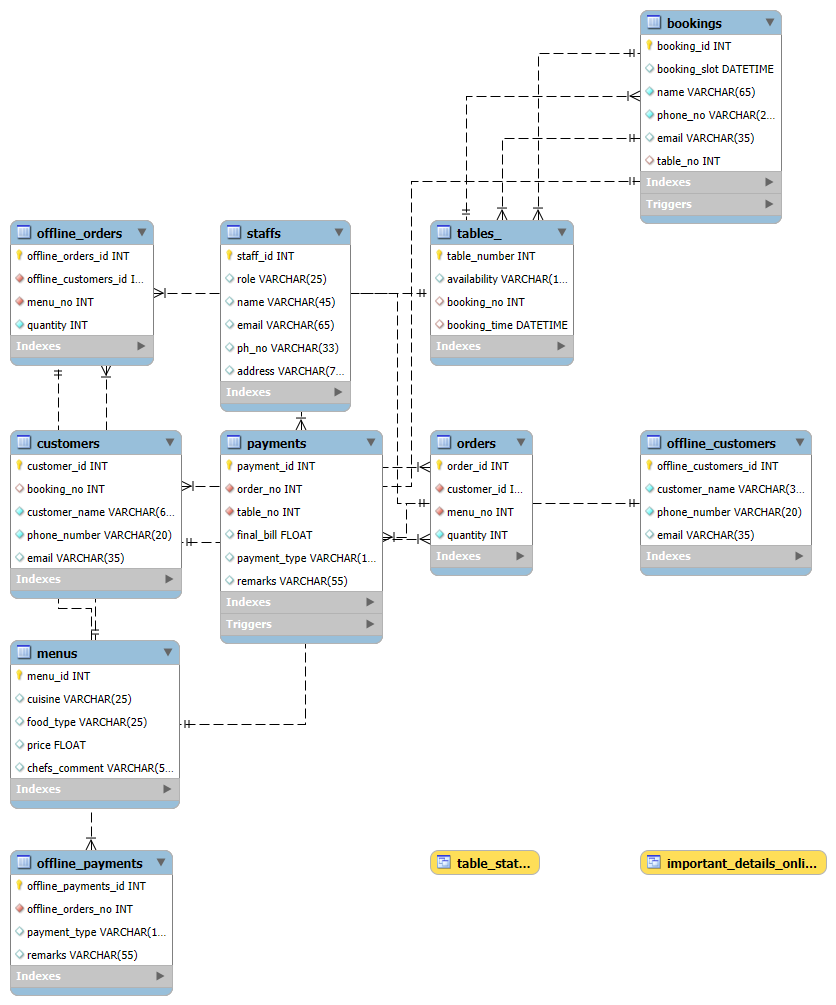 bookings
booking_id INT
booking_slot DATETIME
name VARCHAR(65)
phone_no VARCHAR(2...
email VARCHAR(35)
table_no INT
Indexes
Triggers
offline_orders
offline_orders_id INT
offline_customers_id I...
menu_no INT
quantity INT
Indexes
staffs
staff_id INT
role VARCHAR(25)
name VARCHAR(45)
email VARCHAR(65)
ph_no VARCHAR(33)
address VARCHAR(7...
Indexes
tables_
table_number INT
availability VARCHAR(1...
booking_no INT
booking_time DATETIME
Indexes
customers
customer_id INT
booking_no INT
customer_name VARCHAR(6...
phone_number VARCHAR(20)
email VARCHAR(35)
Indexes
payments
payment_id INT
order_no INT
table_no INT
final_bill FLOAT
payment_type VARCHAR(1...
remarks VARCHAR(55)
Indexes
Triggers
orders
order_id INT
customer_id I...
menu_no INT
quantity INT
Indexes
offline_customers
offline_customers_id INT
customer_name VARCHAR(3...
phone_number VARCHAR(20)
email VARCHAR(35)
Indexes
menus
menu_id INT
cuisine VARCHAR(25)
food_type VARCHAR(25)
price FLOAT
chefs_comment VARCHAR(5...
Indexes
offline_payments
offline_payments_id INT
offline_orders_no INT
payment_type VARCHAR(1...
remarks VARCHAR(55)
Indexes
table_stat...
important_details_onli...